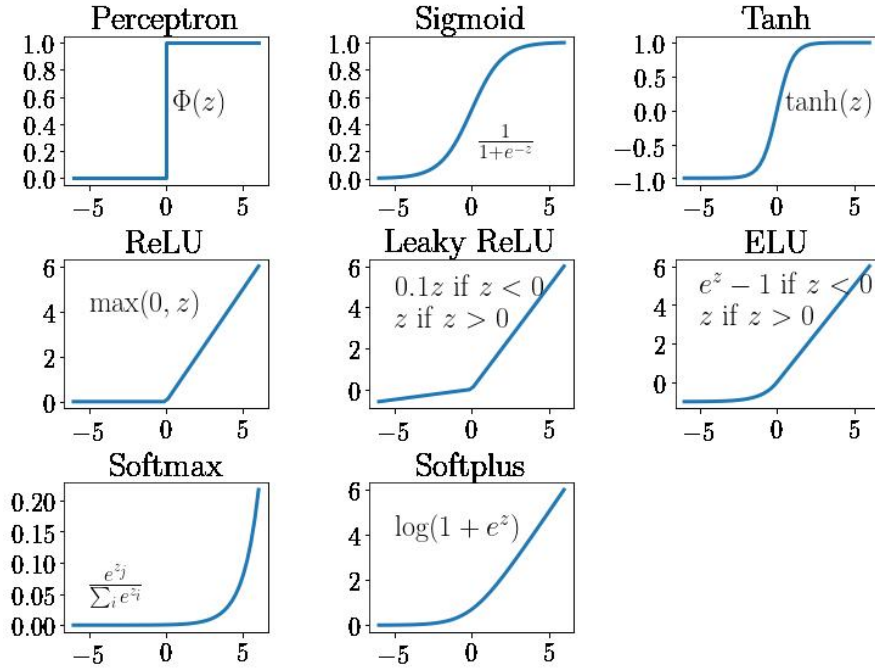 Perceptron
1.0
0.8
0.6
0.4
0.2
0.0
Φ(z)
−5 0 5
Sigmoid
1.0
0.8
0.6
0.4
0.2
0.0
1/(1+e^{−z})
−5 0 5
Tanh
1.0
0.5
0.0
−0.5
−1.0
tanh(z)
−5 0 5
ReLU
6
4
2
0
max(0, z)
−5 0 5
Leaky ReLU
6
4
2
0
0.1z if z < 0
z if z > 0
−5 0 5
ELU
6
4
2
0
e^z − 1 if z < 0
z if z > 0
−5 0 5
Softmax
0.20
0.15
0.10
0.05
0.00
e^{z_j}/∑_i e^{z_i}
−5 0 5
Softplus
6
4
2
0
log(1 + e^z)
−5 0 5